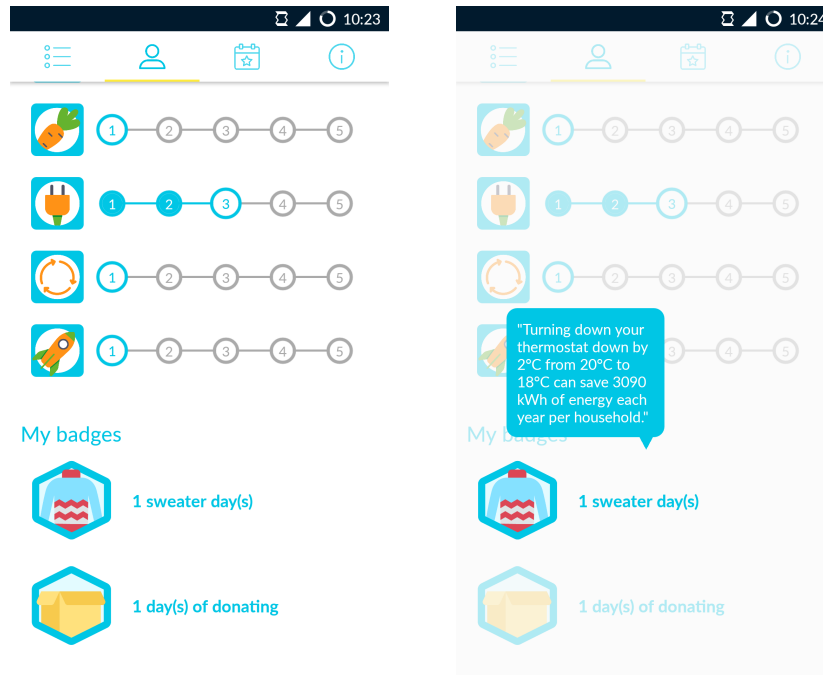 10:23
1 2 3 4 5
1 2 3 4 5
1 2 3 4 5
1 2 3 4 5
My badges
1 sweater day(s)
1 day(s) of donating
10:24
1 2 3 4 5
1 2 3 4 5
1 2 3 4 5
3 4 5
"Turning down your
thermostat down by
2°C from 20°C to
18°C can save 3090
kWh of energy each
year per household."
My badges
1 sweater day(s)
1 day(s) of donating